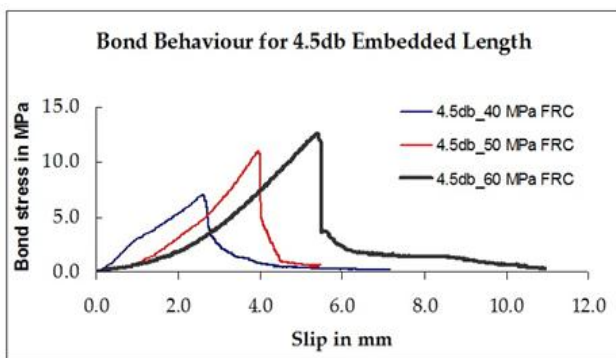 Bond Behaviour for 4.5db Embedded Length
Bond stress in MPa
15.0
10.0
5.0
0.0
4.5db_40 MPa FRC
4.5db_50 MPa FRC
4.5db_60 MPa FRC
0.0 2.0 4.0 6.0 8.0 10.0 12.0
Slip in mm